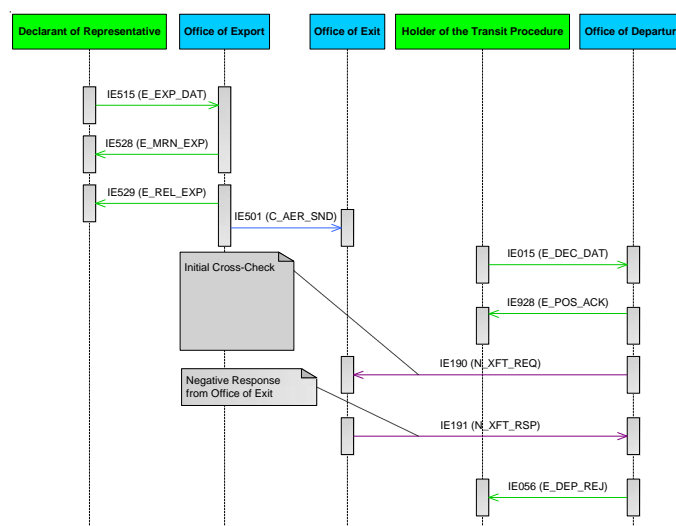 Declarant of Representative
Office of Export
Office of Exit
Holder of the Transit Procedure
Office of Departur
IE515 (E_EXP_DAT)
IE528 (E_MRN_EXP)
IE529 (E_REL_EXP)
IE501 (C_AER_SND)
IE015 (E_DEC_DAT)
Initial Cross-Check
IE928 (E_POS_ACK)
IE190 (N_XFT_REQ)
Negative Response
from Office of Exit
IE191 (N_XFT_RSP)
IE056 (E_DEP_REJ)